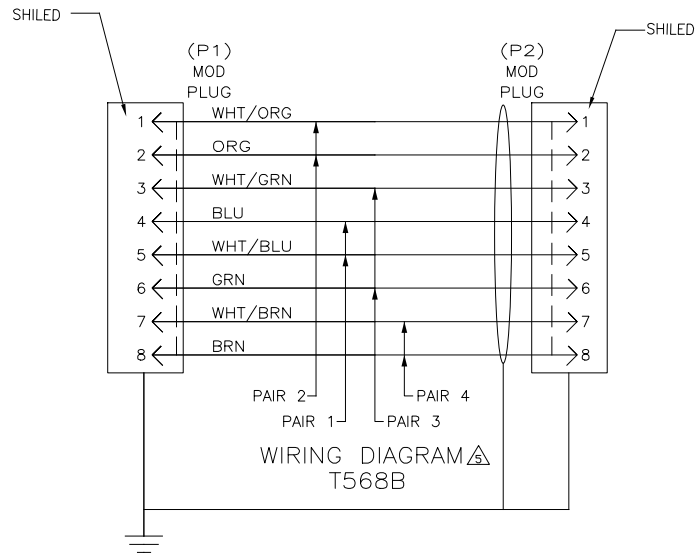 SHILED
SHILED
(P1)
MOD
PLUG
(P2)
MOD
PLUG
1 WHT/ORG 1
2 ORG 2
3 WHT/GRN 3
4 BLU 4
5 WHT/BLU 5
6 GRN 6
7 WHT/BRN 7
8 BRN 8
PAIR 2 PAIR 4
PAIR 1 PAIR 3
WIRING DIAGRAM 5
T568B